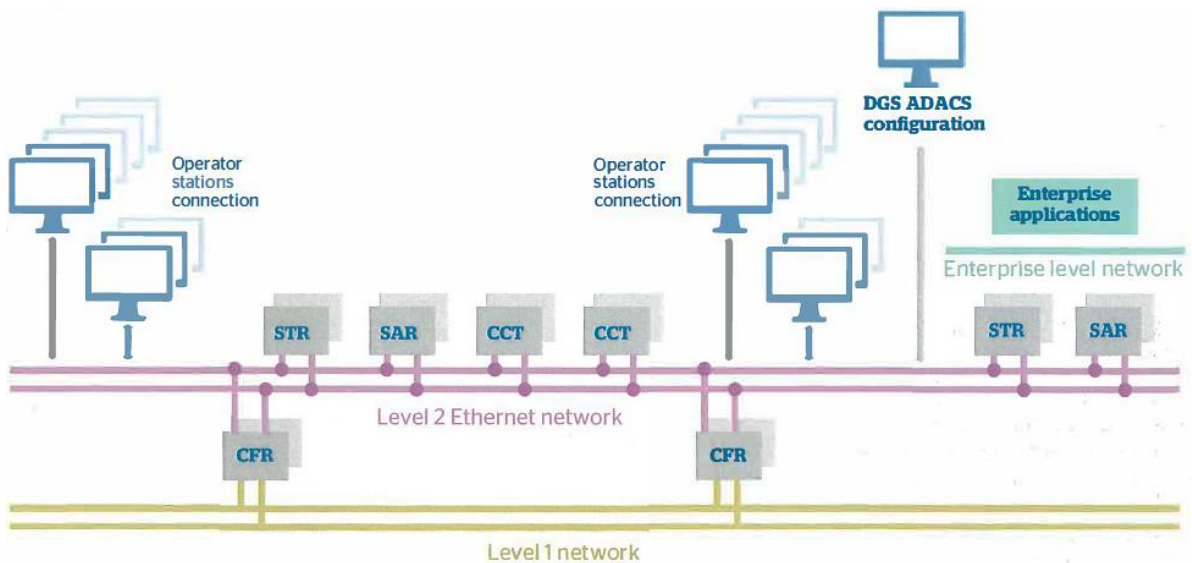 DGS ADACS
configuration
Operator
stations
connection
Operator
stations
connection
Enterprise
applications
Enterprise level network
STR
SAR
CCT
CCT
STR
SAR
Level 2 Ethernet network
CFR
CFR
Level 1 network